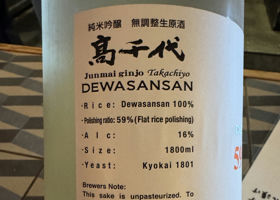 純米吟醸 無調整生原酒
髙千代
Junmai ginjo Takachiyo
DEWASANSAN
・Rice: Dewasansan 100%
・Polishing ratio: 59% (Flat rice polishing)
・Alc: 16%
・Size: 1800ml
・Yeast: Kyokai 1801
Brewers Note:
This sake is unpasteurized. To